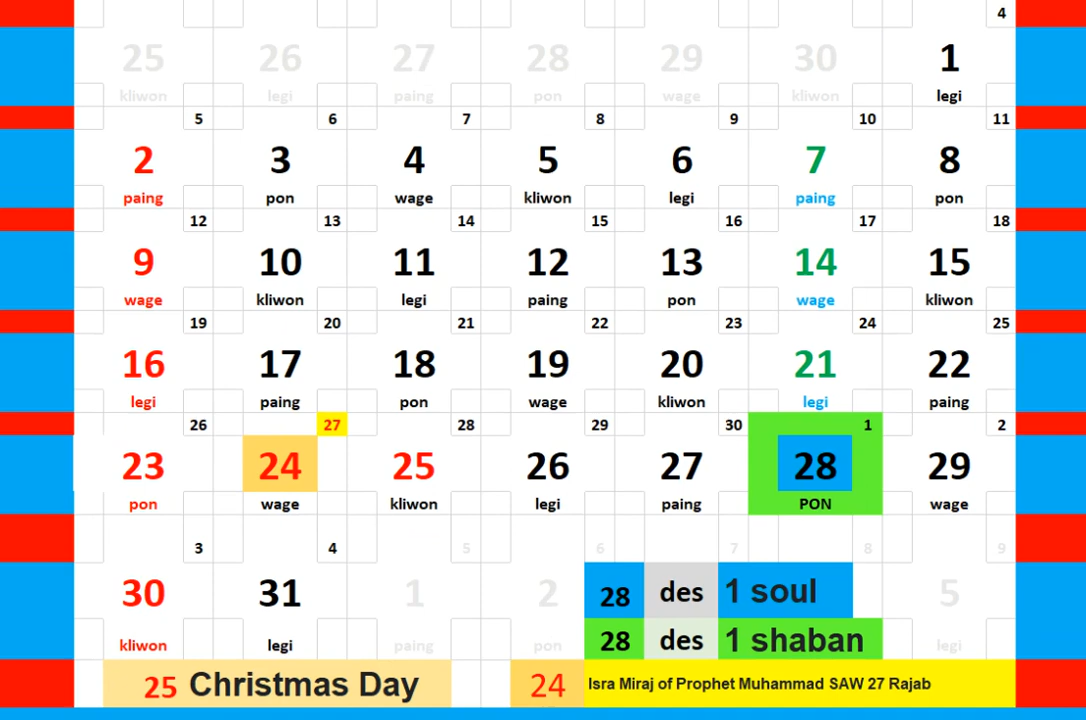 4
25 26 27 28 29 30 1
kliwon legi paing pon wage kliwon legi
5 6 7 8 9 10 11
2 3 4 5 6 7 8
paing pon wage kliwon legi paing pon
12 13 14 15 16 17 18
9 10 11 12 13 14 15
wage kliwon legi paing pon wage kliwon
19 20 21 22 23 24 25
16 17 18 19 20 21 22
legi paing pon wage kliwon legi paing
26 27 28 29 30 1 2
23 24 25 26 27 28 29
pon wage kliwon legi paing PON wage
3 4 5 6 7 8 9
30 31 1 2 28 des 1 soul 5
kliwon legi paing pon 28 des 1 shaban legi
25 Christmas Day 24 Isra Miraj of Prophet Muhammad SAW 27 Rajab